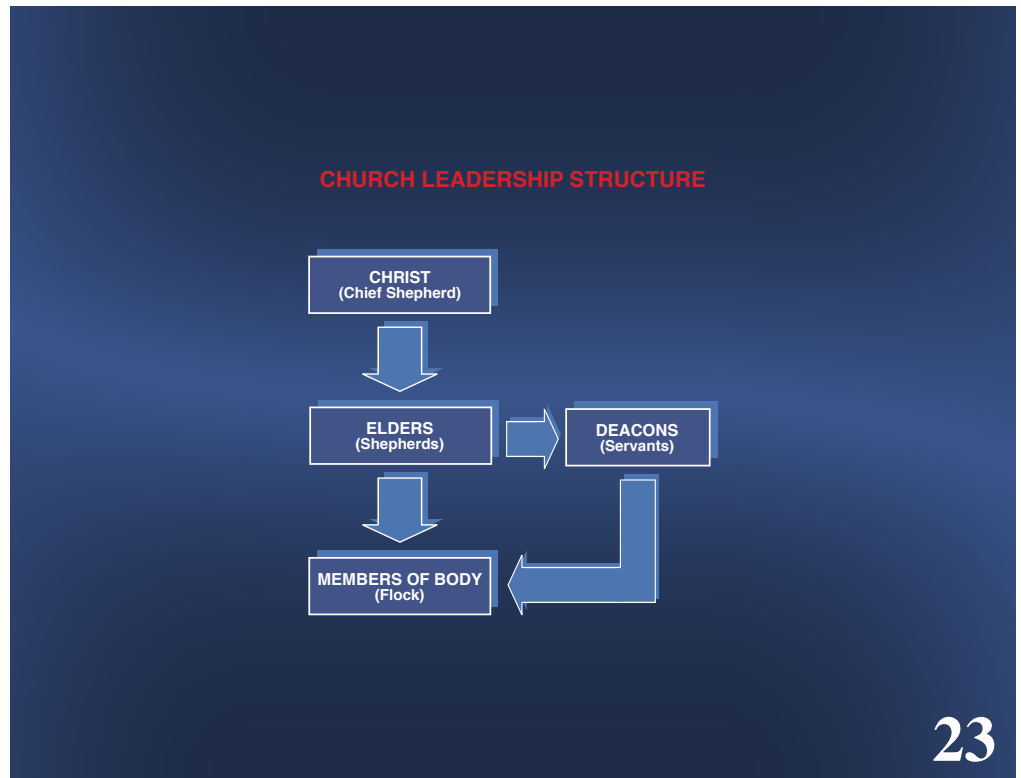 CHURCH LEADERSHIP STRUCTURE
CHRIST
(Chief Shepherd)
ELDERS
(Shepherds)
DEACONS
(Servants)
MEMBERS OF BODY
(Flock)
23